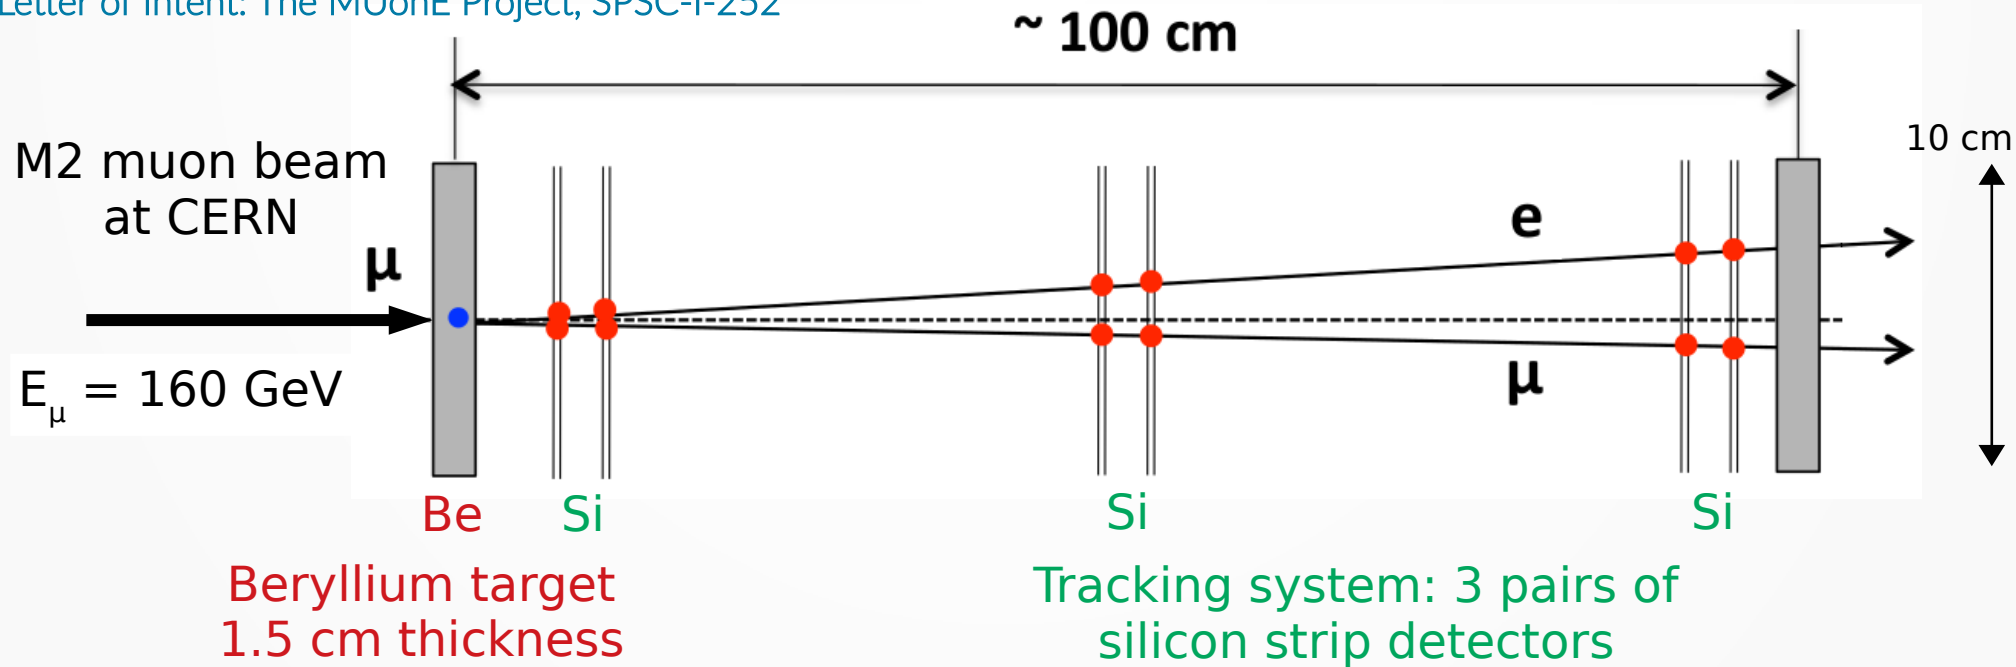 Letter of Intent: The MUonE Project, SPSC-I-252
~ 100 cm
10 cm
M2 muon beam
at CERN
μ
e
E_μ = 160 GeV
μ
Be
Si
Si
Si
Beryllium target
1.5 cm thickness
Tracking system: 3 pairs of
silicon strip detectors